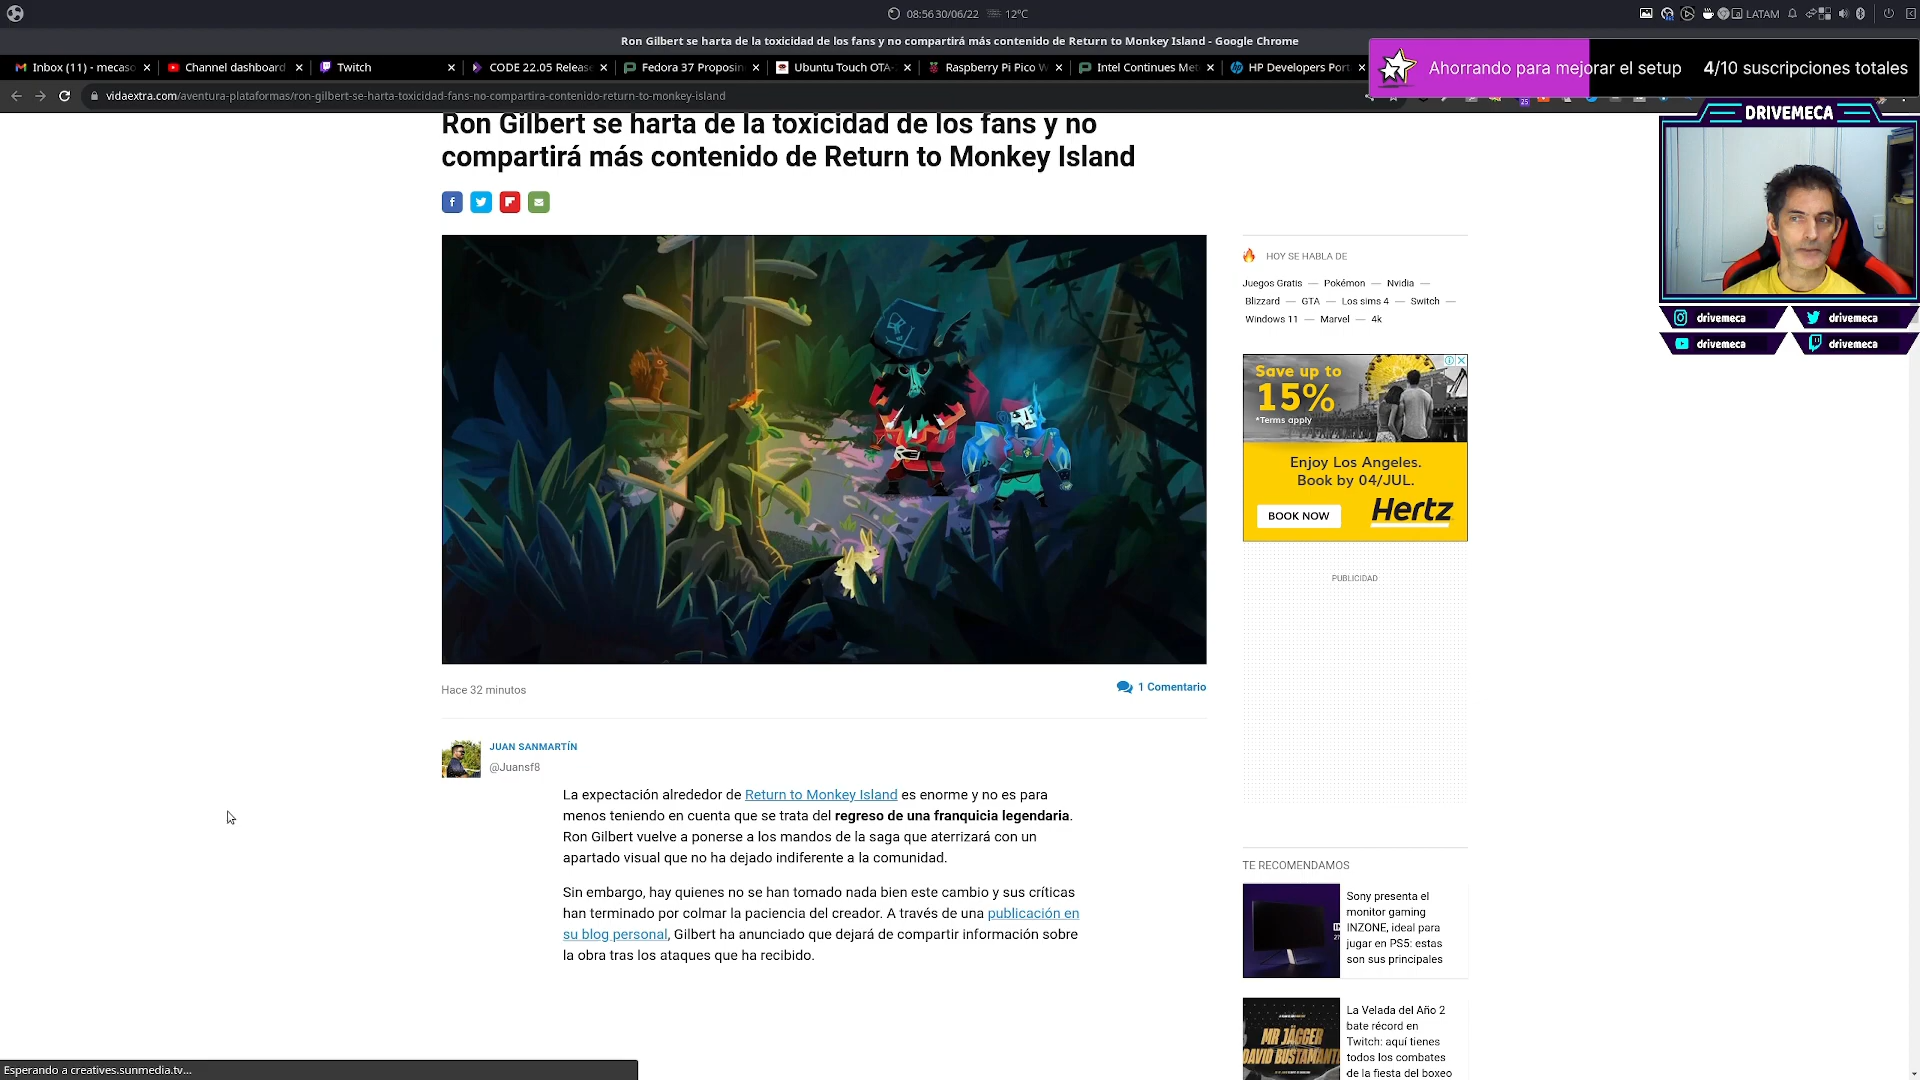 08:56 30/06/22 12°C
LATAM
Ron Gilbert se harta de la toxicidad de los fans y no compartirá más contenido de Return to Monkey Island - Google Chrome
Inbox (11) - mecaso
Channel dashboard
Twitch
CODE 22.05 Release
Fedora 37 Proposin
Ubuntu Touch OTA-
Raspberry Pi Pico W
Intel Continues Met
HP Developers Port
Ahorrando para mejorar el setup 4/10 suscripciones totales
vidaextra.com/aventura-plataformas/ron-gilbert-se-harta-toxicidad-fans-no-compartira-contenido-return-to-monkey-island
25
DRIVEMECA
drivemeca
drivemeca
drivemeca
drivemeca
Ron Gilbert se harta de la toxicidad de los fans y no
compartirá más contenido de Return to Monkey Island
HOY SE HABLA DE
Juegos Gratis — Pokémon — Nvidia —
Blizzard — GTA — Los sims 4 — Switch —
Windows 11 — Marvel — 4k
Save up to
15%
*Terms apply
Enjoy Los Angeles.
Book by 04/JUL.
BOOK NOW
Hertz
PUBLICIDAD
Hace 32 minutos
1 Comentario
JUAN SANMARTÍN
@Juansf8
La expectación alrededor de Return to Monkey Island es enorme y no es para
menos teniendo en cuenta que se trata del regreso de una franquicia legendaria.
Ron Gilbert vuelve a ponerse a los mandos de la saga que aterrizará con un
apartado visual que no ha dejado indiferente a la comunidad.
Sin embargo, hay quienes no se han tomado nada bien este cambio y sus críticas
han terminado por colmar la paciencia del creador. A través de una publicación en
su blog personal, Gilbert ha anunciado que dejará de compartir información sobre
la obra tras los ataques que ha recibido.
TE RECOMENDAMOS
Sony presenta el
monitor gaming
INZONE, ideal para
jugar en PS5: estas
son sus principales
MR JÄGGER
DAVID BUSTAMANTE
La Velada del Año 2
bate récord en
Twitch: aquí tienes
todos los combates
de la fiesta del boxeo
Esperando a creatives.sunmedia.tv...